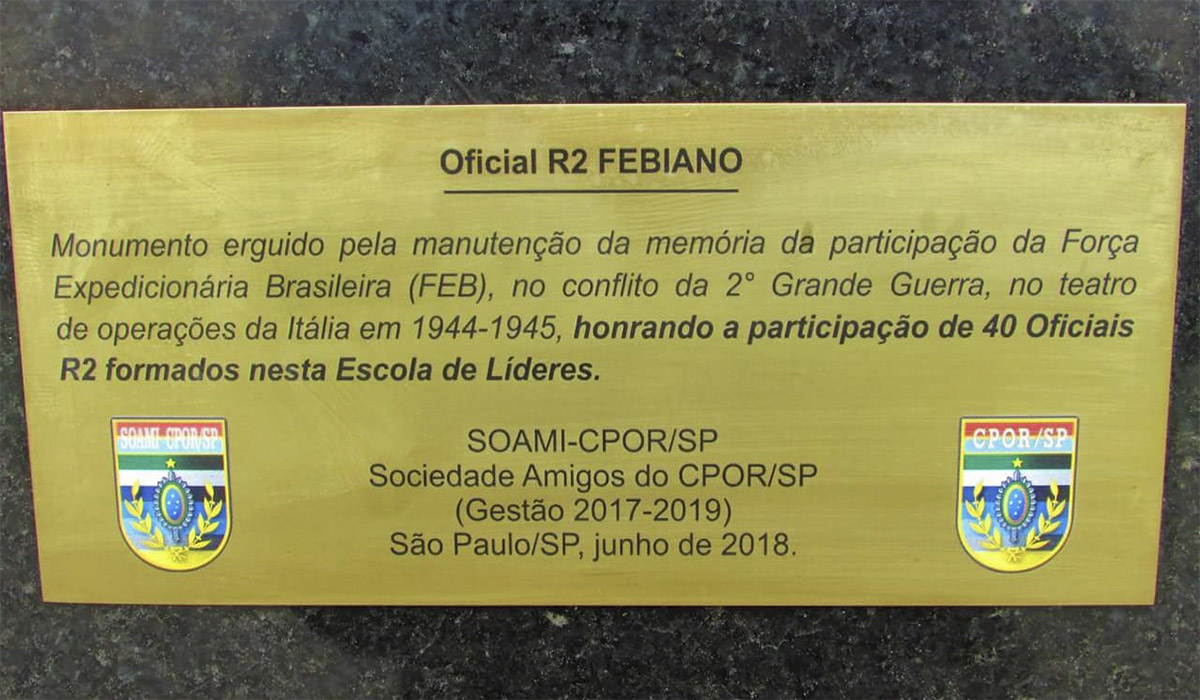 Oficial R2 FEBIANO
Monumento erguido pela manutenção da memória da participação da Força
Expedicionária Brasileira (FEB), no conflito da 2° Grande Guerra, no teatro
de operações da Itália em 1944-1945, honrando a participação de 40 Oficiais
R2 formados nesta Escola de Líderes.
SOAMI CPOR/SP
SOAMI-CPOR/SP
Sociedade Amigos do CPOR/SP
(Gestão 2017-2019)
São Paulo/SP, junho de 2018.
CPOR/SP